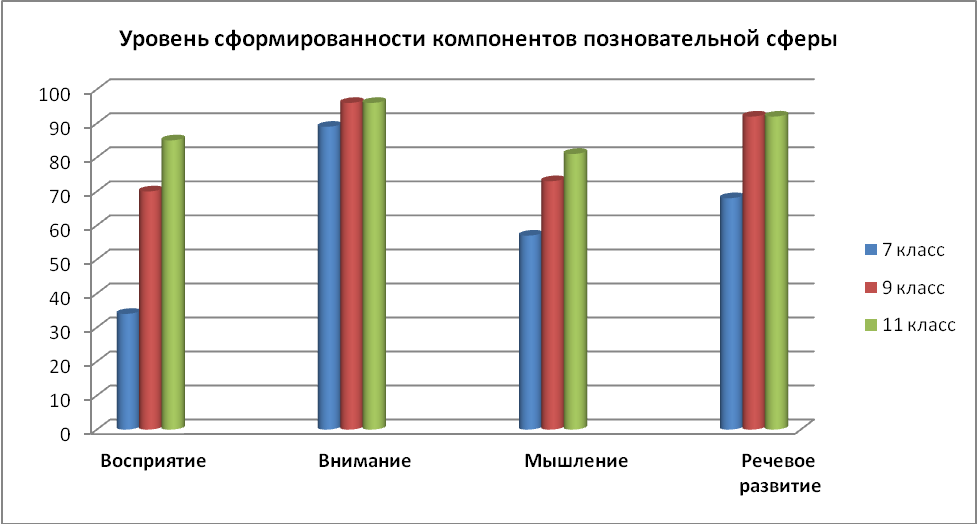 Уровень сформированности компонентов позновательной сферы
100
90
80
70
60
50
40
30
20
10
0
Восприятие
Внимание
Мышление
Речевое
развитие
7 класс
9 класс
11 класс